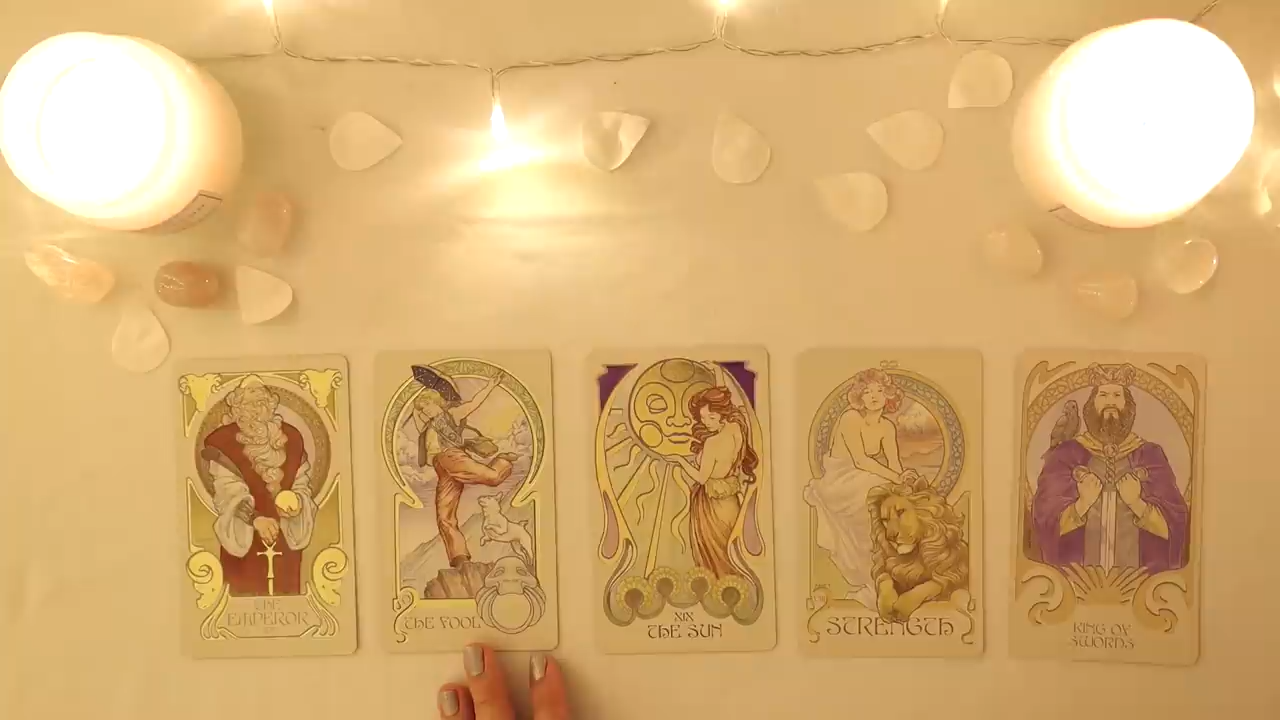 THE
EMPEROR
THE FOOL
XIX
THE SUN
STRENGTH
KING OF
SWORDS